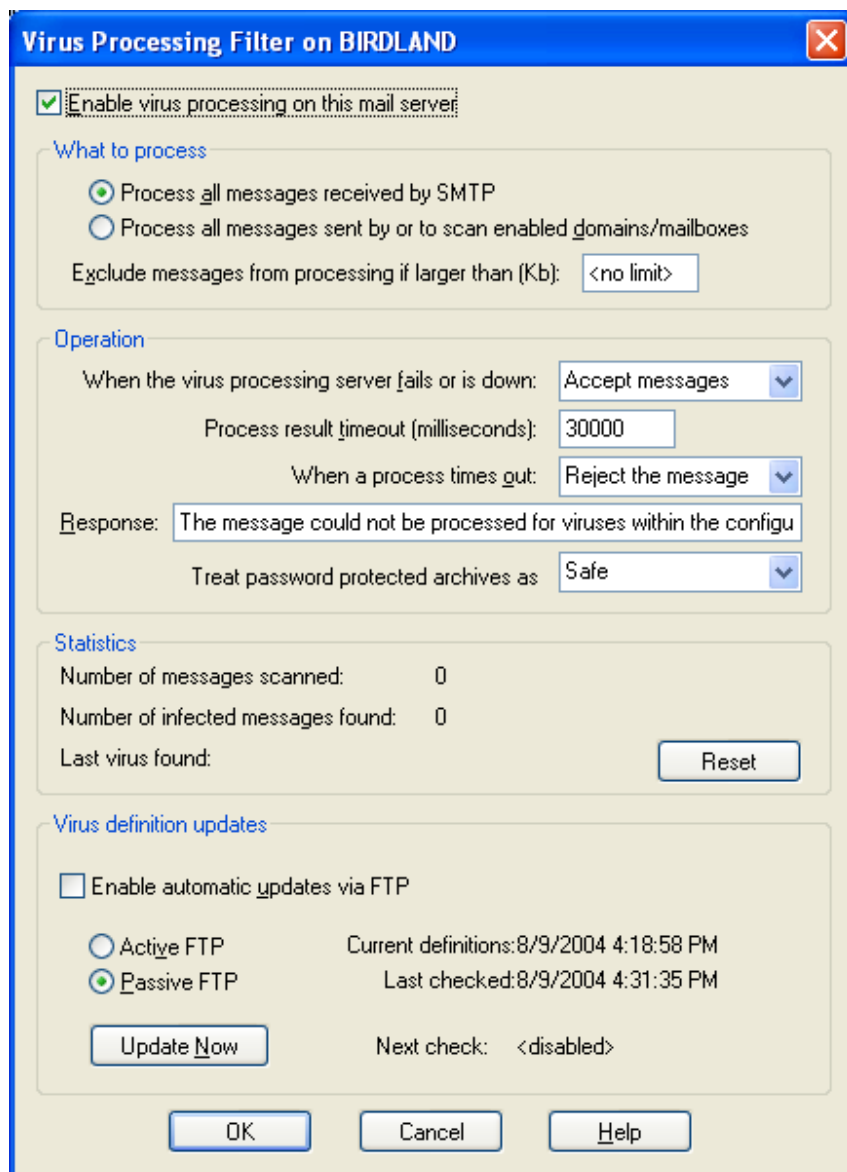 Virus Processing Filter on BIRDLAND
Enable virus processing on this mail server
What to process
Process all messages received by SMTP
Process all messages sent by or to scan enabled domains/mailboxes
Exclude messages from processing if larger than (Kb): <no limit>
Operation
When the virus processing server fails or is down: Accept messages
Process result timeout (milliseconds): 30000
When a process times out: Reject the message
Response: The message could not be processed for viruses within the configu
Treat password protected archives as Safe
Statistics
Number of messages scanned: 0
Number of infected messages found: 0
Last virus found: Reset
Virus definition updates
Enable automatic updates via FTP
Active FTP Current definitions:8/9/2004 4:18:58 PM
Passive FTP Last checked:8/9/2004 4:31:35 PM
Update Now Next check: <disabled>
OK Cancel Help